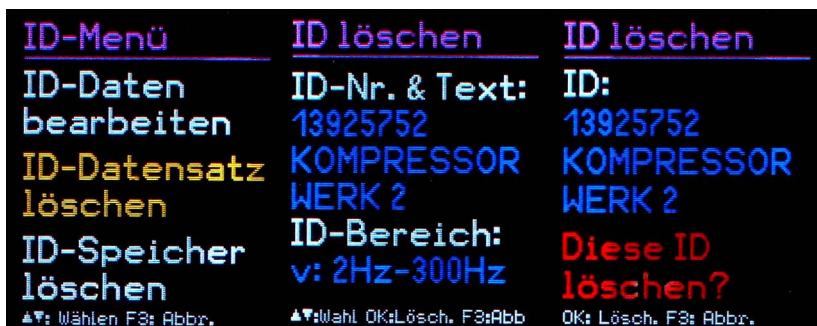 ID-Menü
ID-Daten
bearbeiten
ID-Datensatz
löschen
ID-Speicher
löschen
▲▼: Wählen F3: Abbr.
ID löschen
ID-Nr. & Text:
13925752
KOMPRESSOR
WERK 2
ID-Bereich:
v: 2Hz-300Hz
▲▼:Wahl OK:Lösch. F3:Abb
ID löschen
ID:
13925752
KOMPRESSOR
WERK 2
Diese ID
löschen?
OK: Lösch. F3: Abbr.